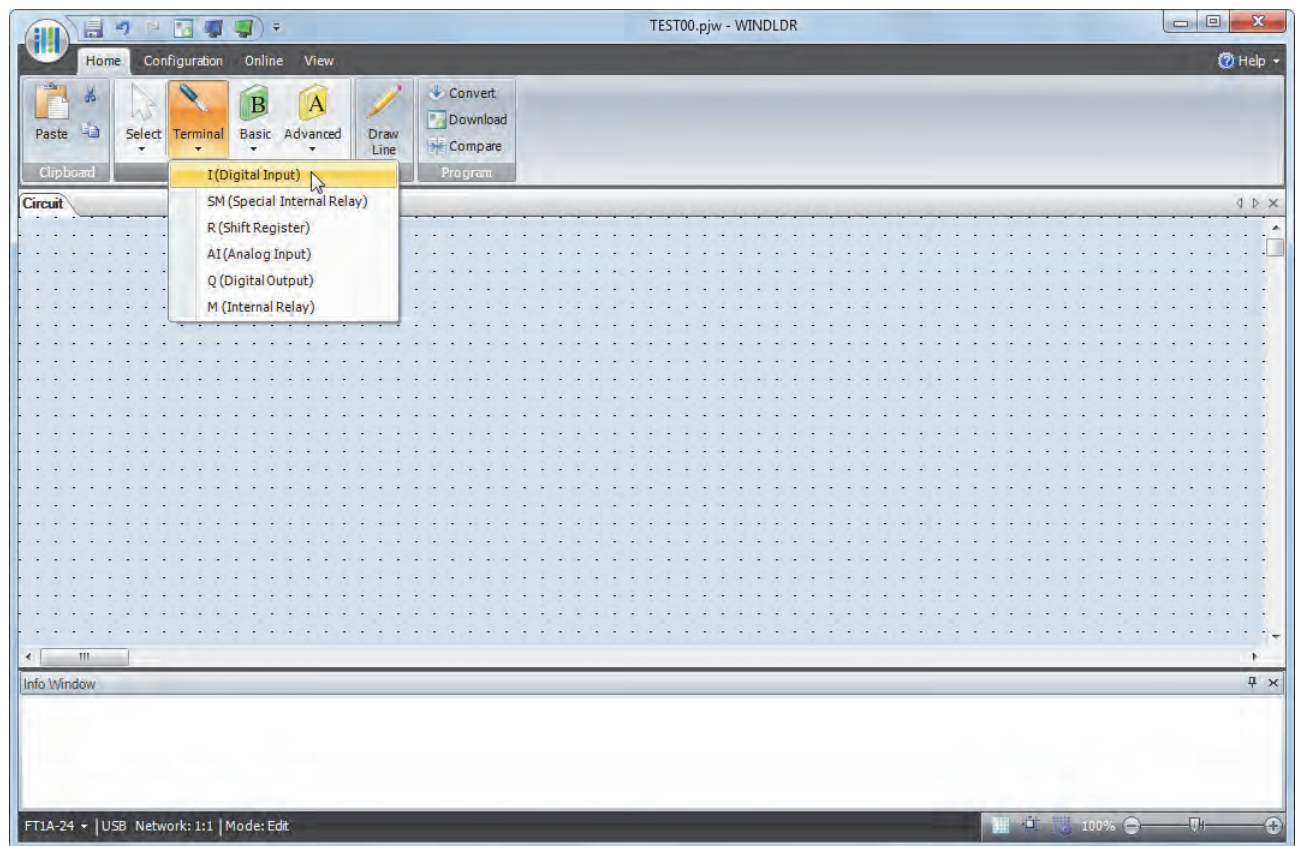 TEST00.pjw - WINDLDR
Home Configuration Online View Help
Paste Select Terminal Basic Advanced Draw Line
B A
Convert
Download
Compare
Clipboard Program
I (Digital Input)
SM (Special Internal Relay)
R (Shift Register)
AI (Analog Input)
Q (Digital Output)
M (Internal Relay)
Circuit
Info Window
FT1A-24 USB Network: 1:1 Mode: Edit 100%